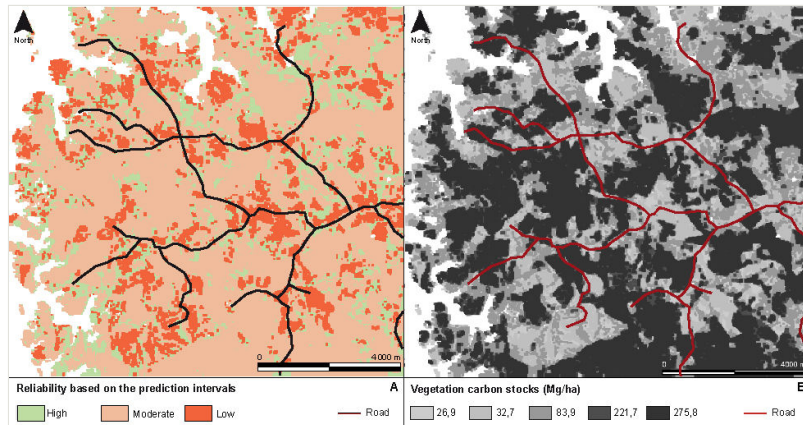 North
North
0 4000 m
0 4000 m
Reliability based on the prediction intervals A
High Moderate Low Road
Vegetation carbon stocks (Mg/ha)
26,9 32,7 83,9 221,7 275,8 Road